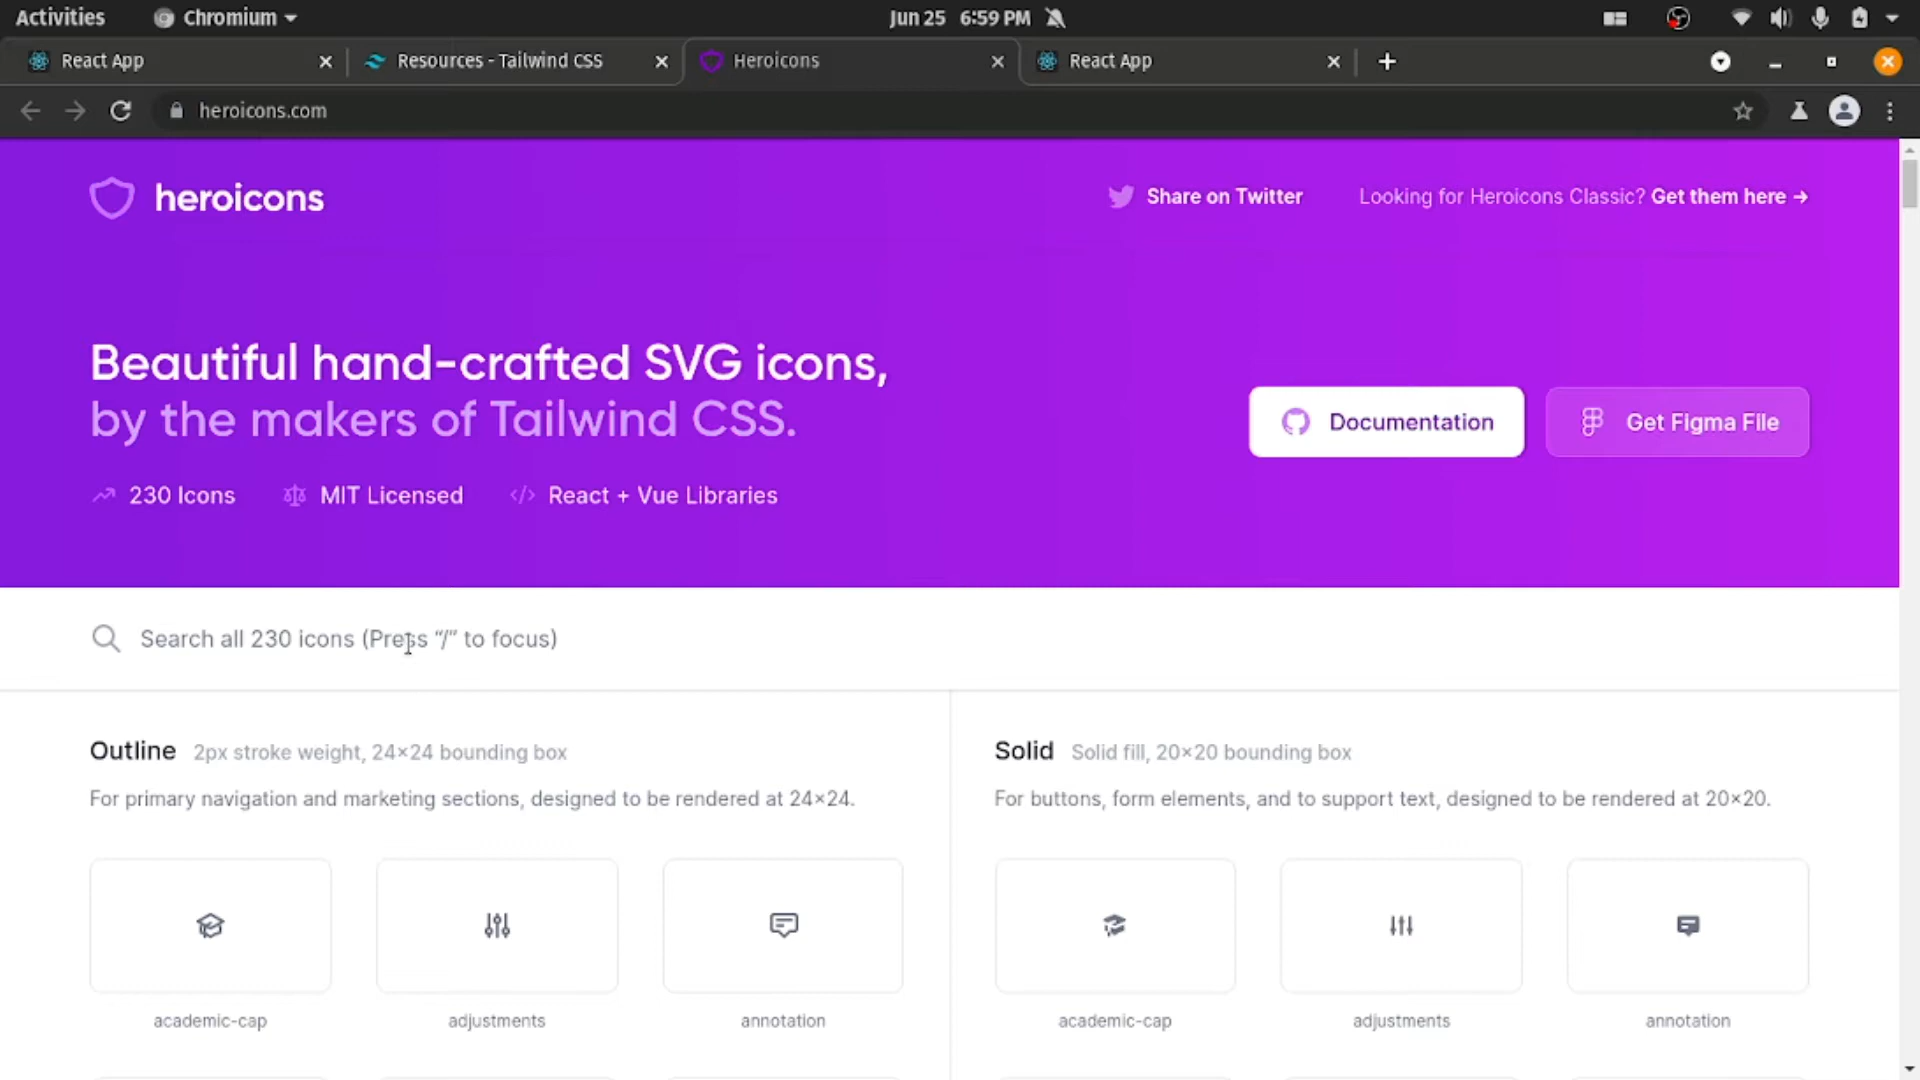 Activities Chromium Jun 25 6:59 PM
React App Resources - Tailwind CSS Heroicons React App
heroicons.com
heroicons Share on Twitter Looking for Heroicons Classic? Get them here →
Beautiful hand-crafted SVG icons,
by the makers of Tailwind CSS.
Documentation Get Figma File
230 Icons MIT Licensed </> React + Vue Libraries
Search all 230 icons (Press “/” to focus)
Outline 2px stroke weight, 24×24 bounding box
For primary navigation and marketing sections, designed to be rendered at 24×24.
academic-cap adjustments annotation
Solid Solid fill, 20×20 bounding box
For buttons, form elements, and to support text, designed to be rendered at 20×20.
academic-cap adjustments annotation